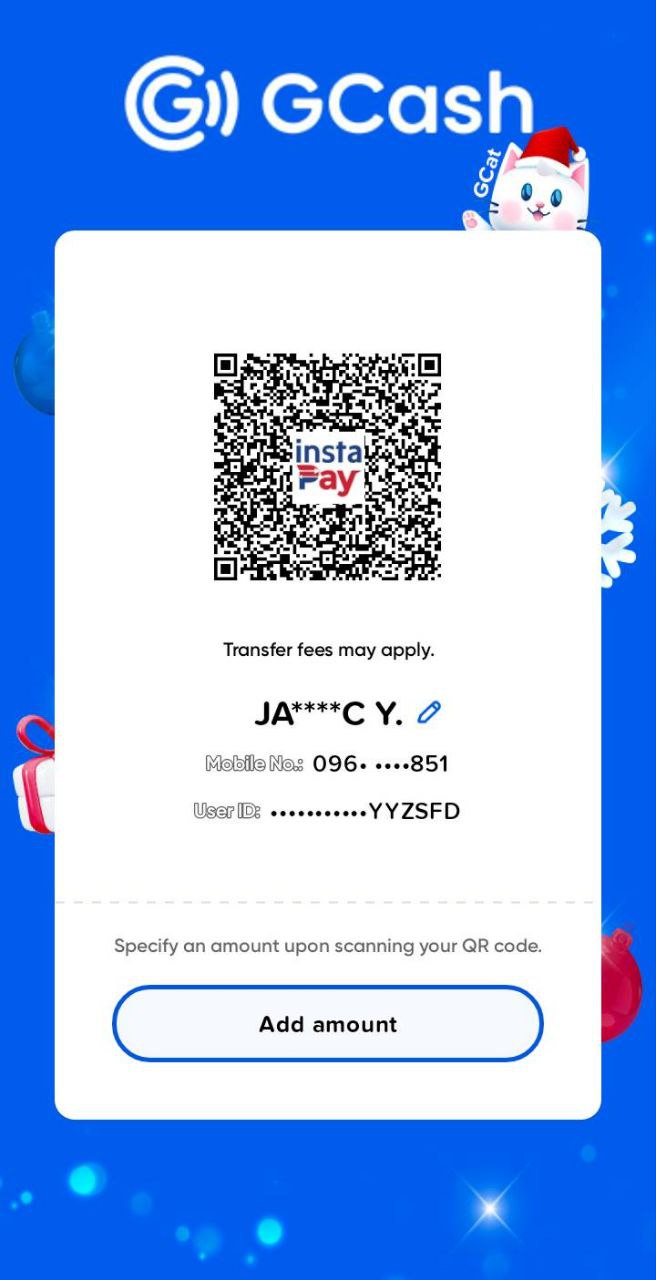 GCash
GCat
insta
Pay
Transfer fees may apply.
JA****C Y.
Mobile No.: 096• ••••851
User ID: •••••••••••YYZSFD
Specify an amount upon scanning your QR code.
Add amount